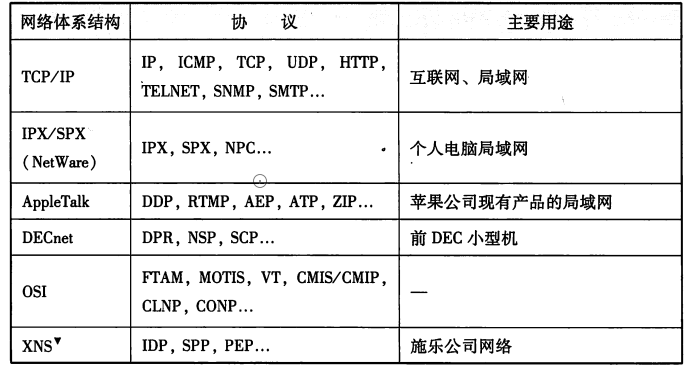 网络体系结构 协 议 主要用途
TCP/IP IP, ICMP, TCP, UDP, HTTP, TELNET, SNMP, SMTP… 互联网、局域网
IPX/SPX (NetWare) IPX, SPX, NPC… 个人电脑局域网
AppleTalk DDP, RTMP, AEP, ATP, ZIP… 苹果公司现有产品的局域网
DECnet DPR, NSP, SCP… 前 DEC 小型机
OSI FTAM, MOTIS, VT, CMIS/CMIP, CLNP, CONP… —
XNS▼ IDP, SPP, PEP… 施乐公司网络